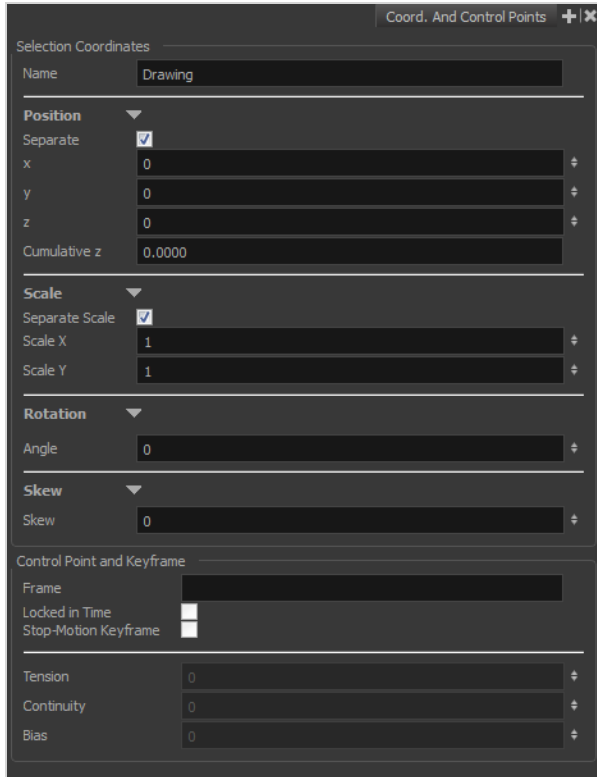 Coord. And Control Points
Selection Coordinates
Name Drawing
Position
Separate
x 0
y 0
z 0
Cumulative z 0.0000
Scale
Separate Scale
Scale X 1
Scale Y 1
Rotation
Angle 0
Skew
Skew 0
Control Point and Keyframe
Frame
Locked in Time
Stop-Motion Keyframe
Tension 0
Continuity 0
Bias 0